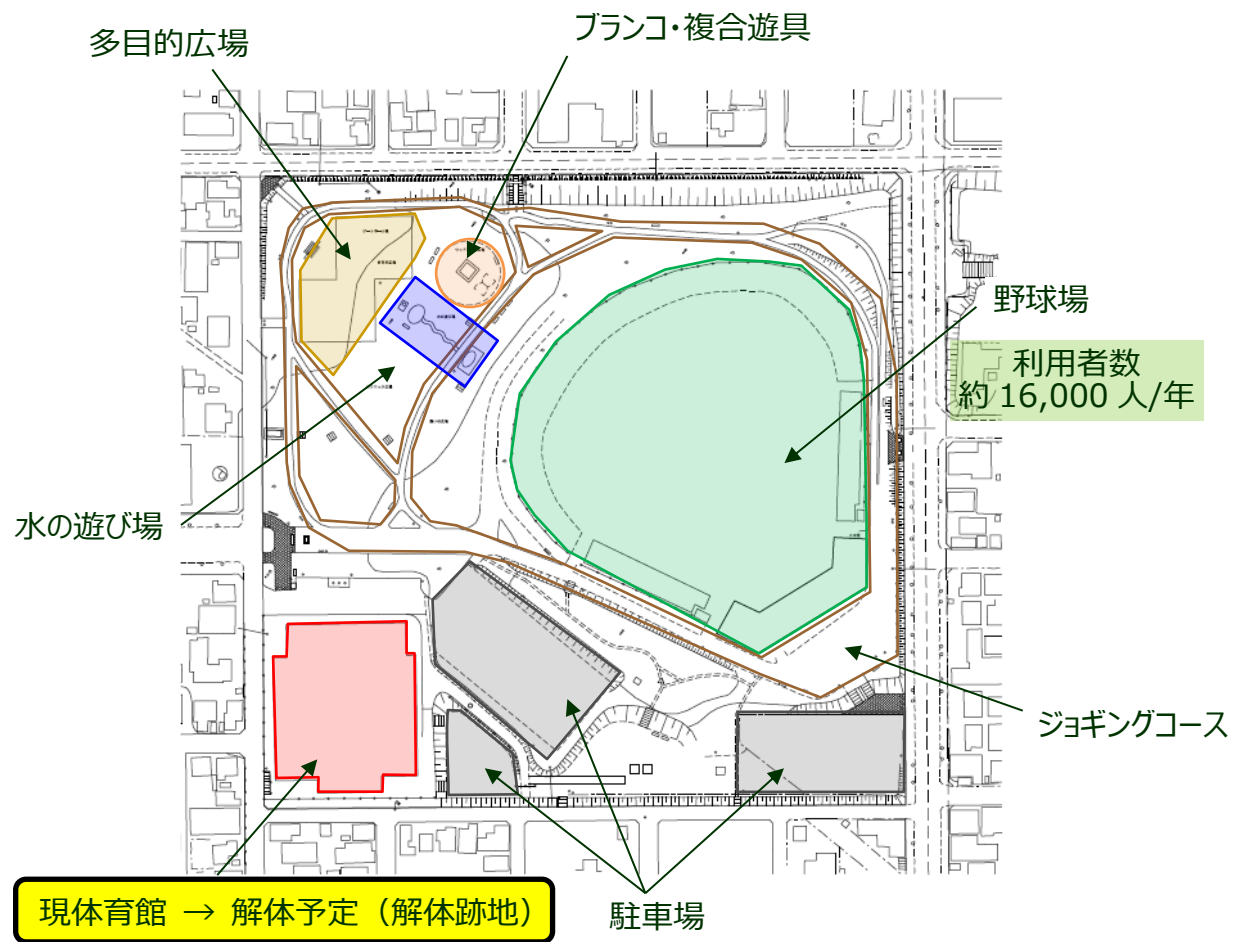 ブランコ・複合遊具
多目的広場
野球場
利用者数
約 16,000 人/年
水の遊び場
ジョギングコース
現体育館 → 解体予定（解体跡地）
駐車場